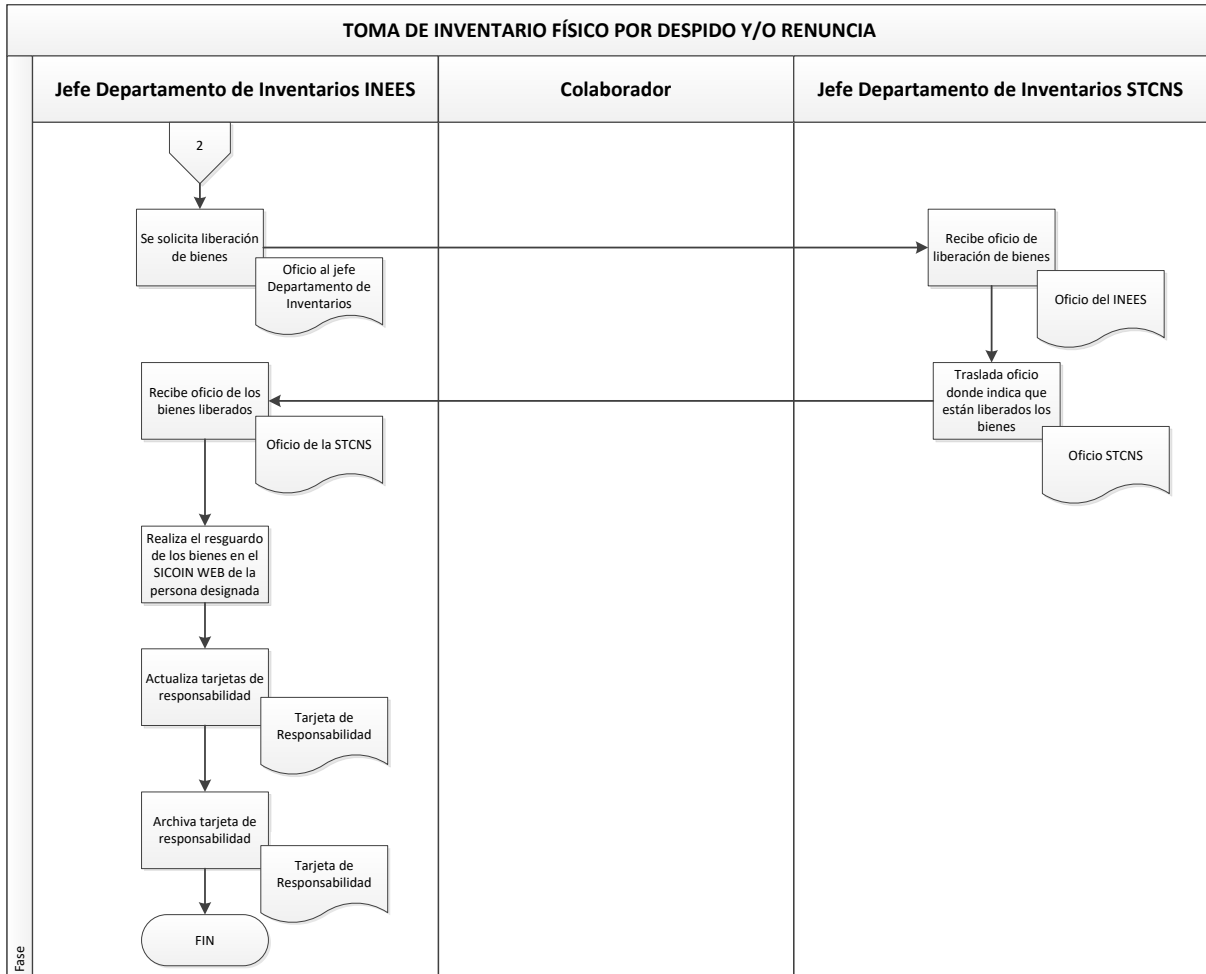 TOMA DE INVENTARIO FÍSICO POR DESPIDO Y/O RENUNCIA
Jefe Departamento de Inventarios INEES
Colaborador
Jefe Departamento de Inventarios STCNS
2
Se solicita liberación
de bienes
Oficio al jefe
Departamento de
Inventarios
Recibe oficio de
liberación de bienes
Oficio del INEES
Traslada oficio
donde indica que
están liberados los
bienes
Oficio STCNS
Recibe oficio de los
bienes liberados
Oficio de la STCNS
Realiza el resguardo
de los bienes en el
SICOIN WEB de la
persona designada
Actualiza tarjetas de
responsabilidad
Tarjeta de
Responsabilidad
Archiva tarjeta de
responsabilidad
Tarjeta de
Responsabilidad
FIN
Fase